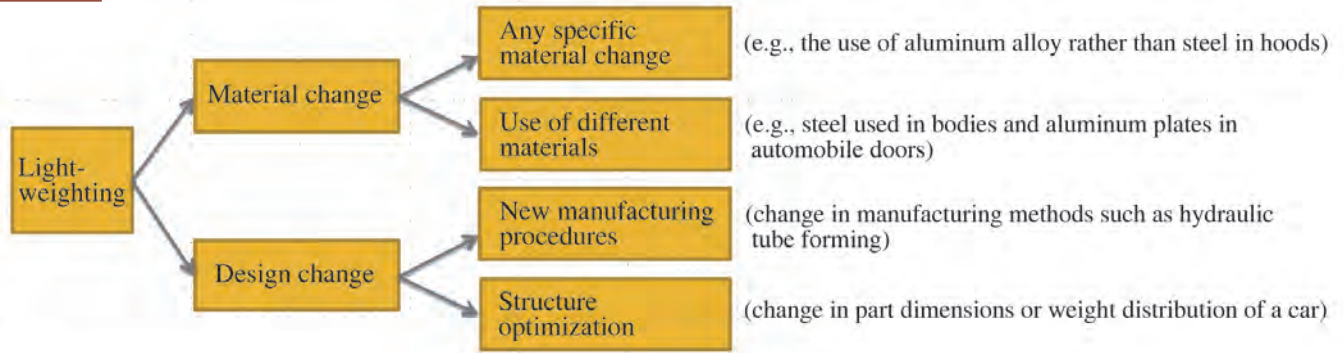 Light-
weighting
Material change
Design change
Any specific
material change
(e.g., the use of aluminum alloy rather than steel in hoods)
Use of different
materials
(e.g., steel used in bodies and aluminum plates in
automobile doors)
New manufacturing
procedures
(change in manufacturing methods such as hydraulic
tube forming)
Structure
optimization
(change in part dimensions or weight distribution of a car)